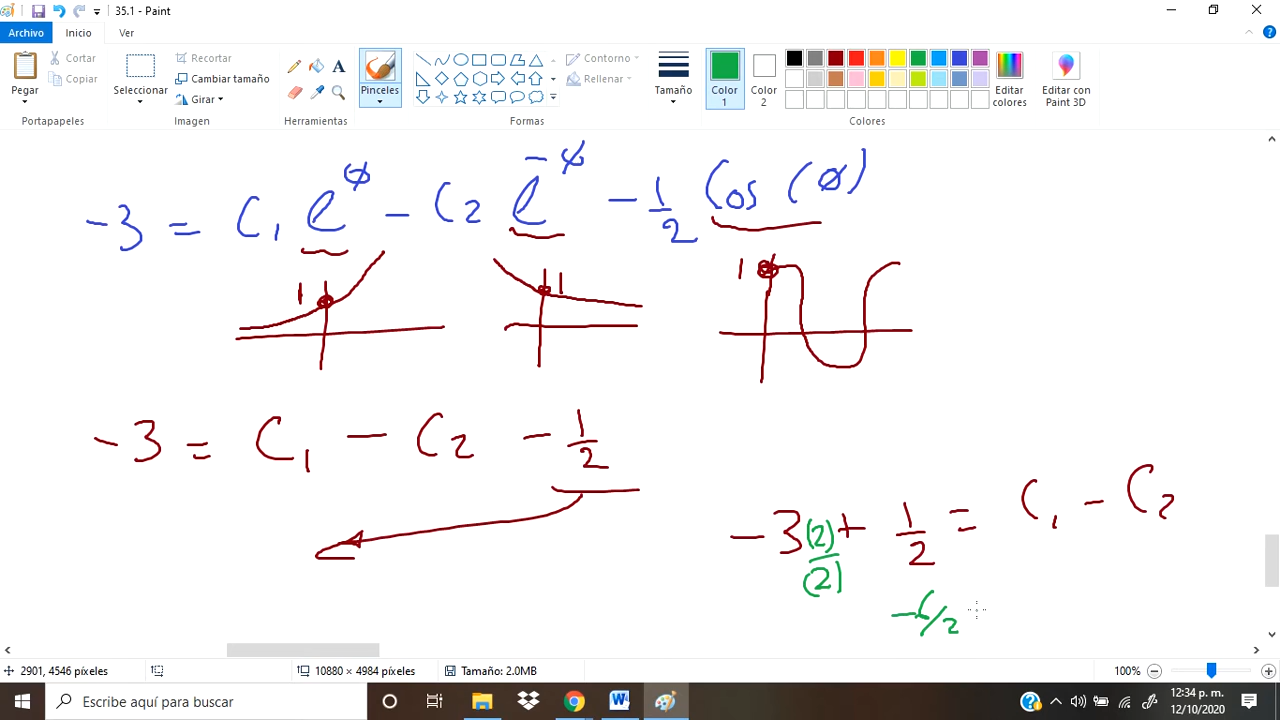 35.1 - Paint
Archivo Inicio Ver
Pegar Cortar Copiar Seleccionar Recortar Cambiar tamaño Girar Pinceles Contorno Rellenar Tamaño Color 1 Color 2 Editar colores Editar con Paint 3D
Portapapeles Imagen Herramientas Formas Colores
-3 = C₁ e^0 - C₂ e^-0 - 1/2 Cos (0)
1 1 1
-3 = C₁ - C₂ - 1/2
-3 (2)/(2) + 1/2 = C₁ - C₂
-6/2
2901, 4546 píxeles 10880 × 4984 píxeles Tamaño: 2.0MB 100%
Escribe aquí para buscar 12:34 p. m.
12/10/2020